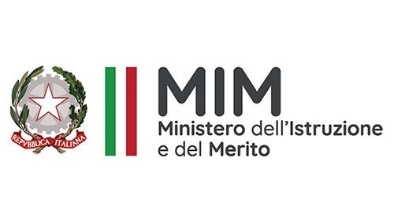 MIM
Ministero dell'Istruzione
e del Merito
REPVBBLICA ITALIANA